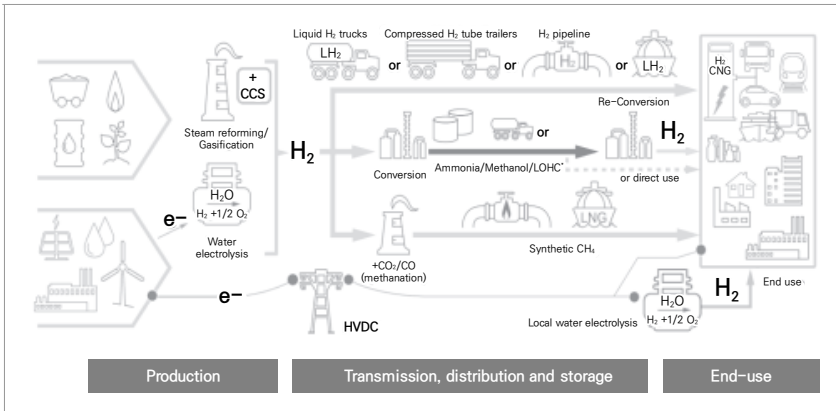 Liquid H₂ trucks
Compressed H₂ tube trailers
H₂ pipeline
LH₂
or
or
H₂
or
LH₂
+
CCS
Steam reforming/
Gasification
H₂
CNG
Re-Conversion
H₂
or
H₂
Conversion
Ammonia/Methanol/LOHC*
or direct use
e-
H₂O
H₂ +1/2 O₂
Water
electrolysis
LNG
+CO₂/CO
(methanation)
Synthetic CH₄
e-
HVDC
Local water electrolysis
H₂O
H₂ +1/2 O₂
H₂
End use
Production
Transmission, distribution and storage
End-use